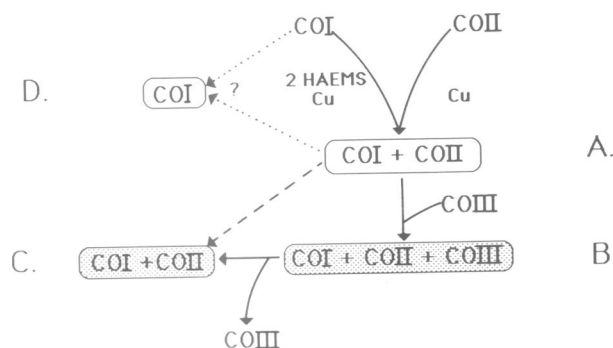 COI COII
D. COI ? 2 HAEMS Cu
Cu
COI + COII A.
COIII
C. COI +COII COI + COII + COIII B
COIII